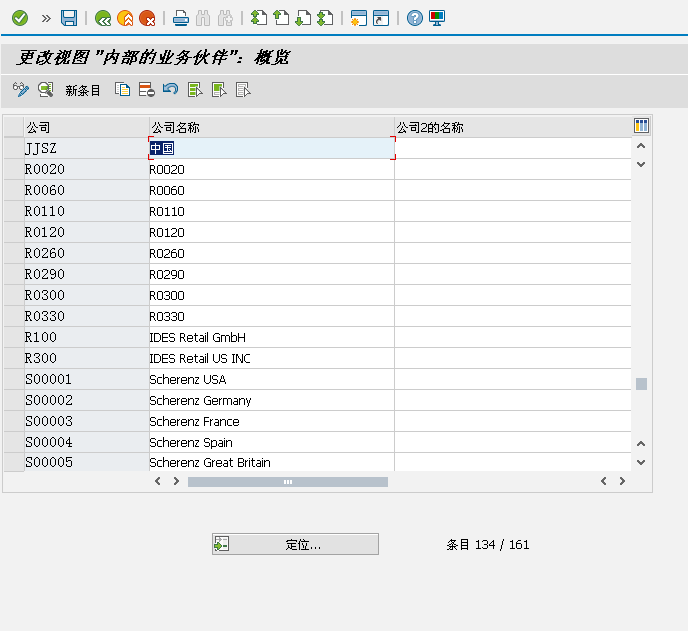 更改视图 "内部的业务伙伴": 概览
新条目
公司 公司名称 公司2的名称
JJSZ 中国
R0020 R0020
R0060 R0060
R0110 R0110
R0120 R0120
R0260 R0260
R0290 R0290
R0300 R0300
R0330 R0330
R100 IDES Retail GmbH
R300 IDES Retail US INC
S00001 Scherenz USA
S00002 Scherenz Germany
S00003 Scherenz France
S00004 Scherenz Spain
S00005 Scherenz Great Britain
定位... 条目 134 / 161